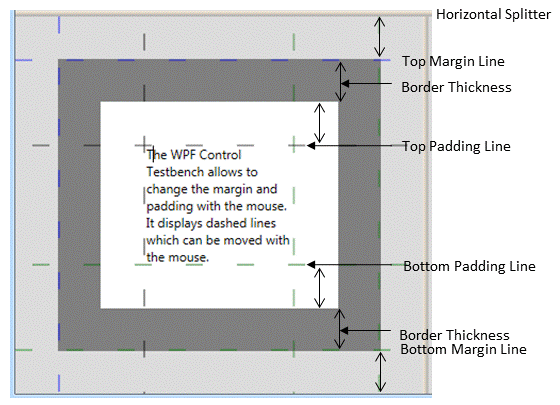 Horizontal Splitter
Top Margin Line
Border Thickness
Top Padding Line
The WPF Control
Testbench allows to
change the margin and
padding with the mouse.
It displays dashed lines
which can be moved with
the mouse.
Bottom Padding Line
Border Thickness
Bottom Margin Line